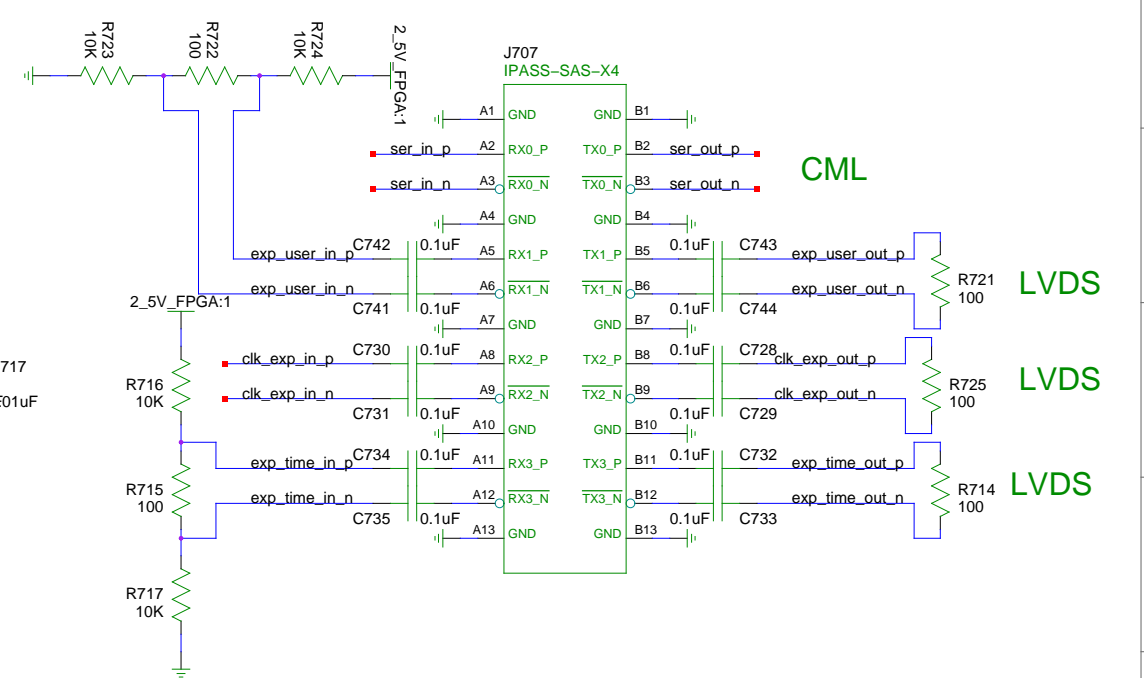 R723
10K
R722
100
R724
10K
2_5V_FPGA:1
J707
IPASS-SAS-X4
A1 GND GND B1
ser_in_p A2 RX0_P TX0_P B2 ser_out_p
CML
ser_in_n A3 RX0_N TX0_N B3 ser_out_n
A4 GND GND B4
C742 0.1uF 0.1uF C743
exp_user_in_p A5 RX1_P TX1_P B5 exp_user_out_p
R721
100
LVDS
exp_user_in_n A6 RX1_N TX1_N B6 exp_user_out_n
C741 0.1uF 0.1uF C744
2_5V_FPGA:1
A7 GND GND B7
C730 0.1uF 0.1uF C728
clk_exp_in_p A8 RX2_P TX2_P B8 clk_exp_out_p
717
R716
10K
R725
100
LVDS
clk_exp_in_n A9 RX2_N TX2_N B9 clk_exp_out_n
01uF
C731 0.1uF 0.1uF C729
A10 GND GND B10
C734 0.1uF 0.1uF C732
exp_time_in_p A11 RX3_P TX3_P B11 exp_time_out_p
R715
100
R714
100
LVDS
exp_time_in_n A12 RX3_N TX3_N B12 exp_time_out_n
C735 0.1uF 0.1uF C733
A13 GND GND B13
R717
10K